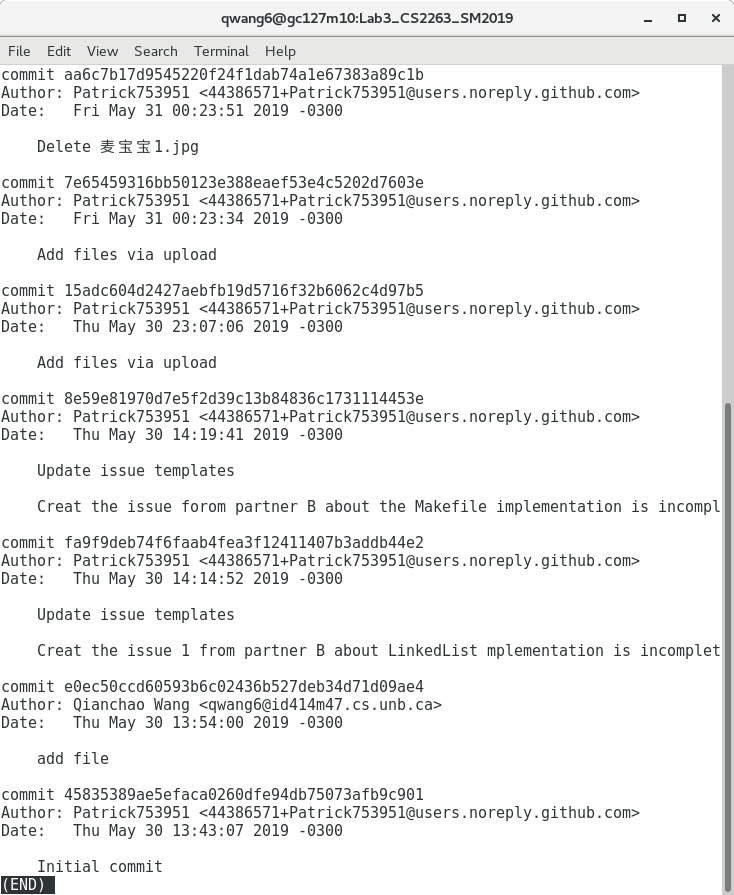 qwang6@gc127m10:Lab3_CS2263_SM2019
File Edit View Search Terminal Help
commit aa6c7b17d9545220f24f1dab74a1e67383a89c1b
Author: Patrick753951 <44386571+Patrick753951@users.noreply.github.com>
Date:   Fri May 31 00:23:51 2019 -0300
Delete 麦宝宝1.jpg
commit 7e65459316bb50123e388eaef53e4c5202d7603e
Author: Patrick753951 <44386571+Patrick753951@users.noreply.github.com>
Date:   Fri May 31 00:23:34 2019 -0300
Add files via upload
commit 15adc604d2427aebfb19d5716f32b6062c4d97b5
Author: Patrick753951 <44386571+Patrick753951@users.noreply.github.com>
Date:   Thu May 30 23:07:06 2019 -0300
Add files via upload
commit 8e59e81970d7e5f2d39c13b84836c1731114453e
Author: Patrick753951 <44386571+Patrick753951@users.noreply.github.com>
Date:   Thu May 30 14:19:41 2019 -0300
Update issue templates
Creat the issue forom partner B about the Makefile implementation is incompl
commit fa9f9deb74f6faab4fea3f12411407b3addb44e2
Author: Patrick753951 <44386571+Patrick753951@users.noreply.github.com>
Date:   Thu May 30 14:14:52 2019 -0300
Update issue templates
Creat the issue 1 from partner B about LinkedList mplementation is incomplet
commit e0ec50ccd60593b6c02436b527deb34d71d09ae4
Author: Qianchao Wang <qwang6@id414m47.cs.unb.ca>
Date:   Thu May 30 13:54:00 2019 -0300
add file
commit 45835389ae5efaca0260dfe94db75073afb9c901
Author: Patrick753951 <44386571+Patrick753951@users.noreply.github.com>
Date:   Thu May 30 13:43:07 2019 -0300
Initial commit
(END)